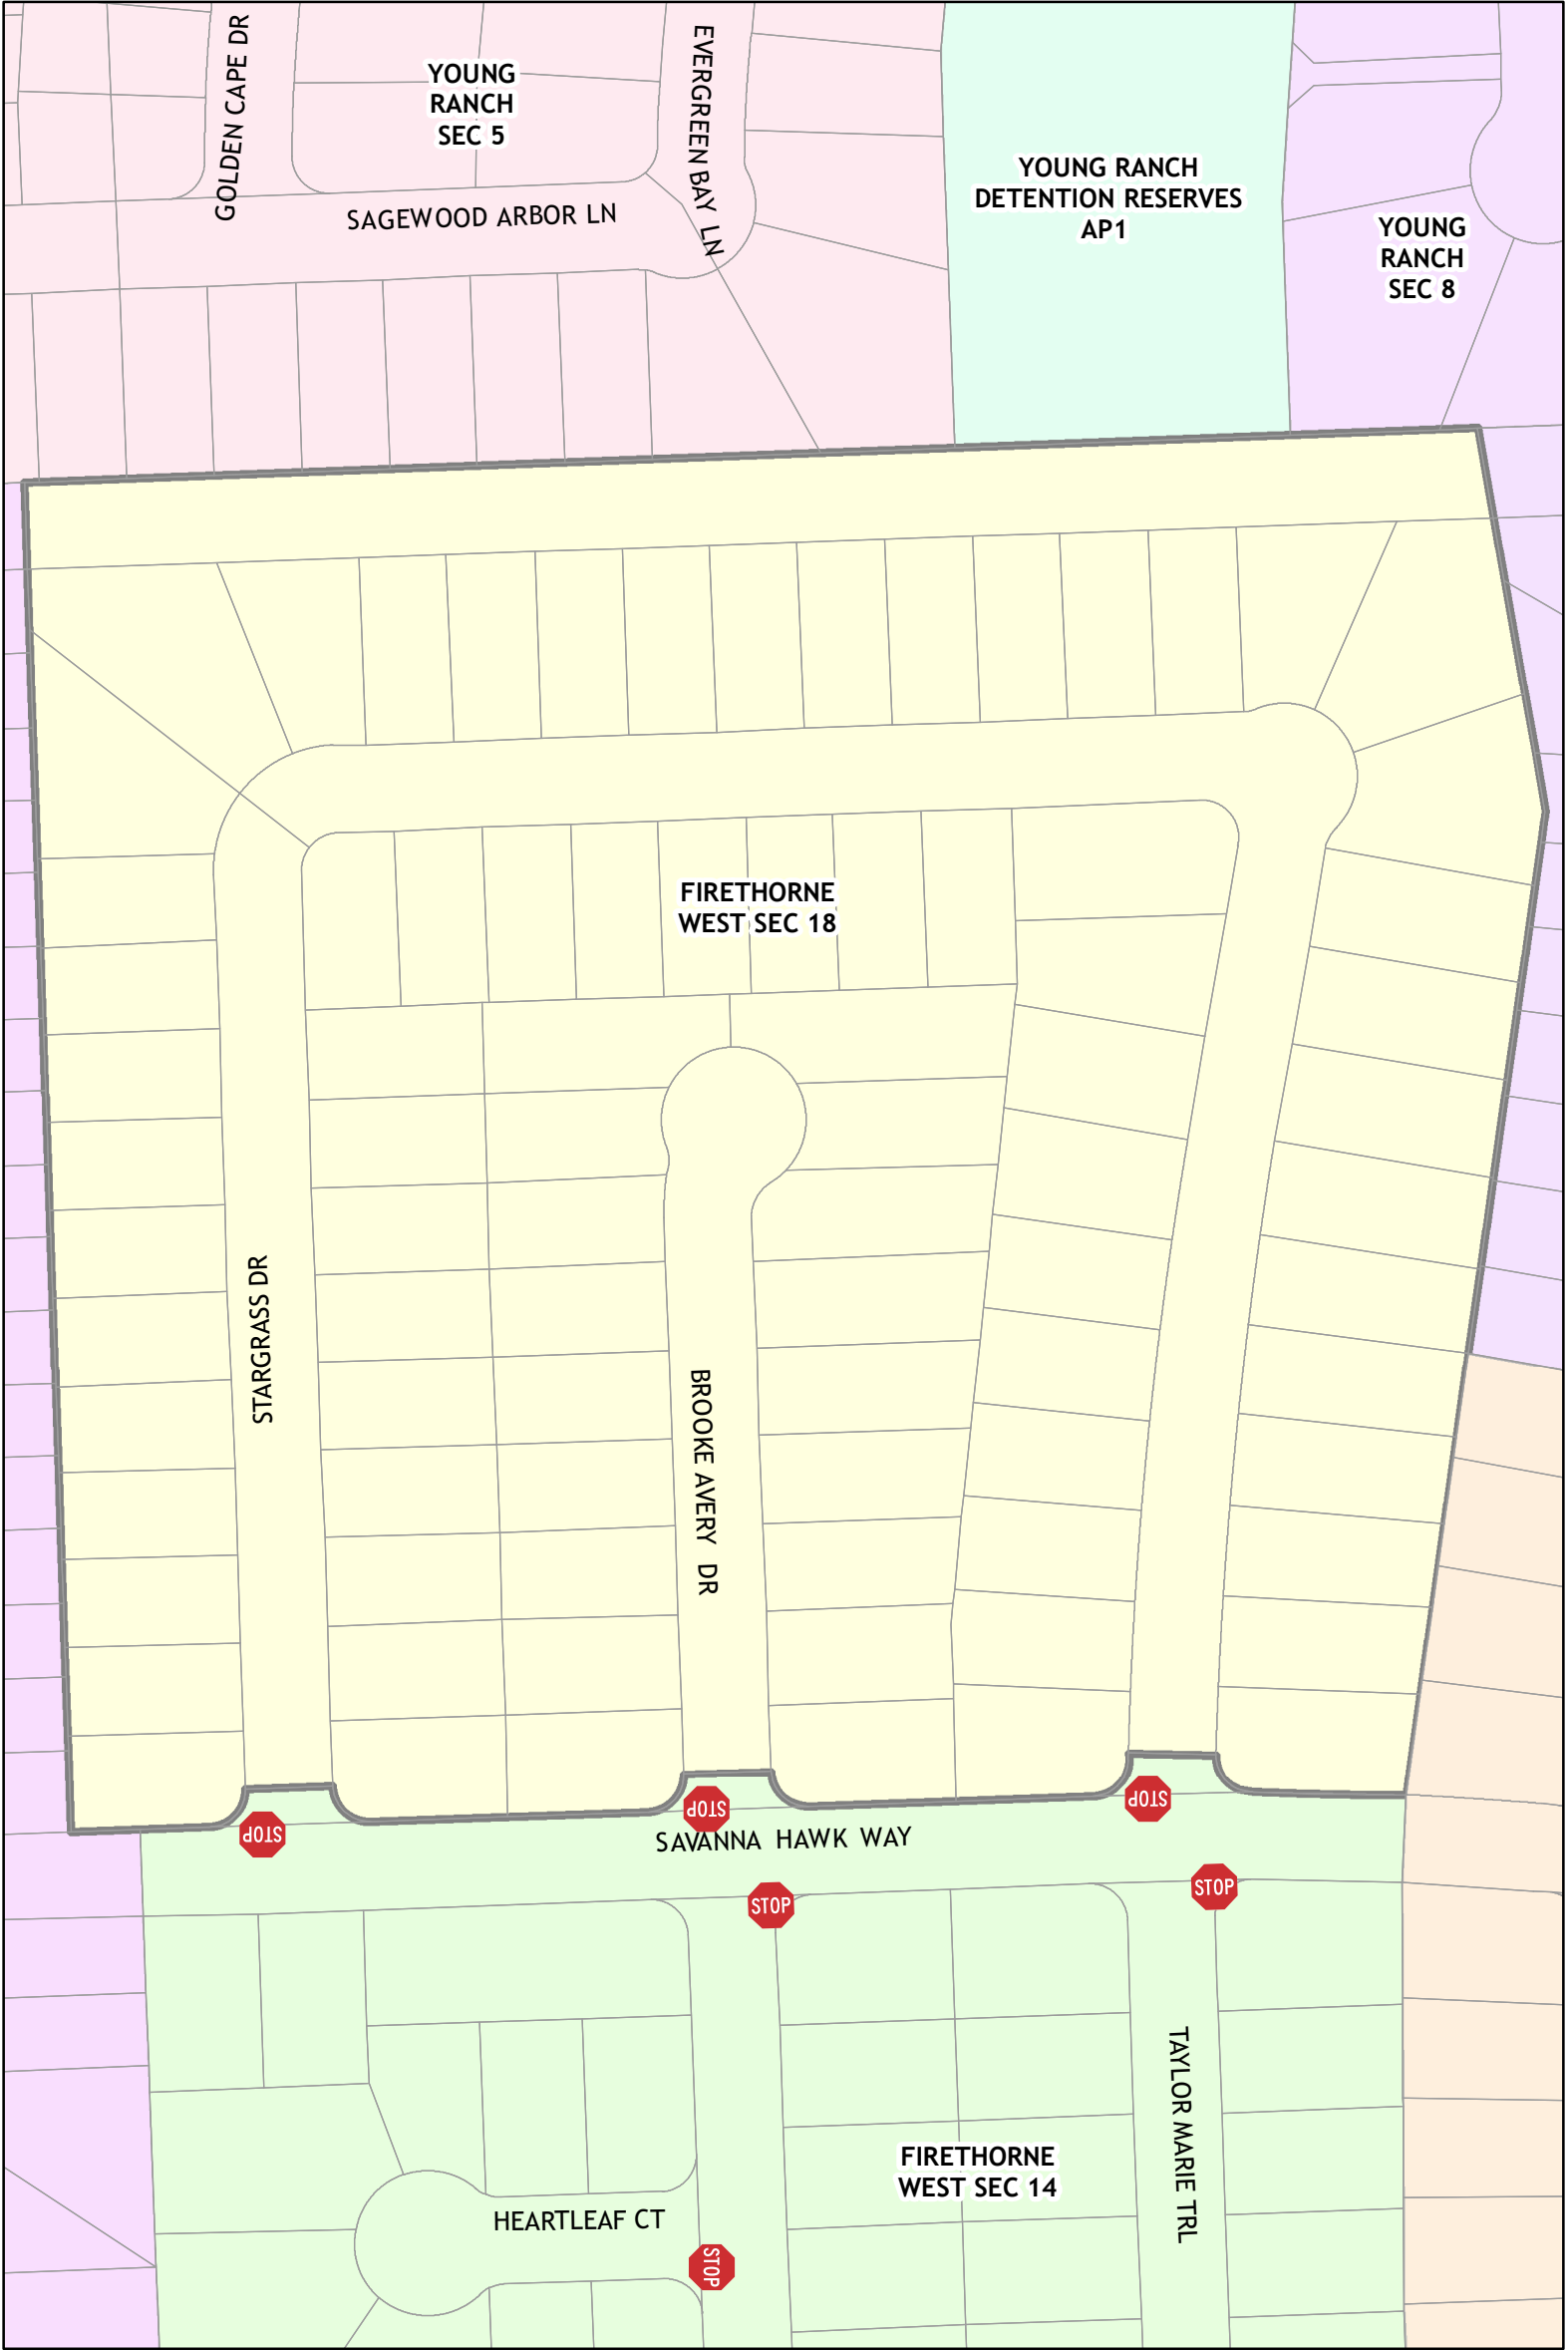 GOLDEN CAPE DR
YOUNG
RANCH
SEC 5
EVERGREEN BAY LN
SAGEWOOD ARBOR LN
YOUNG RANCH
DETENTION RESERVES
AP1
YOUNG
RANCH
SEC 8
FIRETHORNE
WEST SEC 18
STARGRASS DR
BROOKE AVERY DR
STOP
STOP
STOP
SAVANNA HAWK WAY
STOP
STOP
TAYLOR MARIE TRL
FIRETHORNE
WEST SEC 14
HEARTLEAF CT
STOP